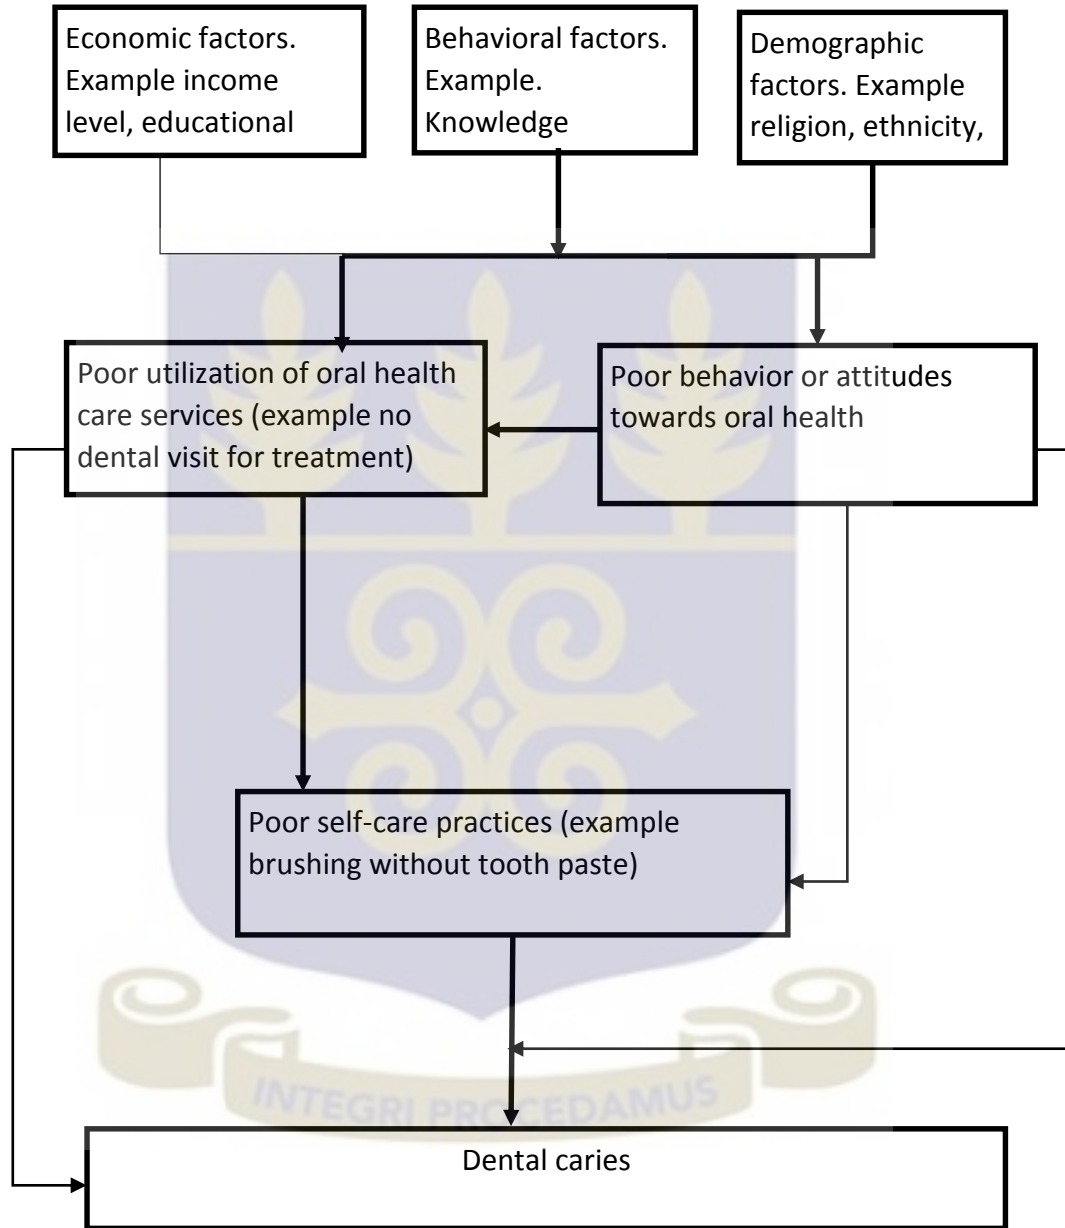 Economic factors.
Example income
level, educational
Behavioral factors.
Example.
Knowledge
Demographic
factors. Example
religion, ethnicity,
Poor utilization of oral health
care services (example no
dental visit for treatment)
Poor behavior or attitudes
towards oral health
Poor self-care practices (example
brushing without tooth paste)
INTEGRI PROCEDAMUS
Dental caries